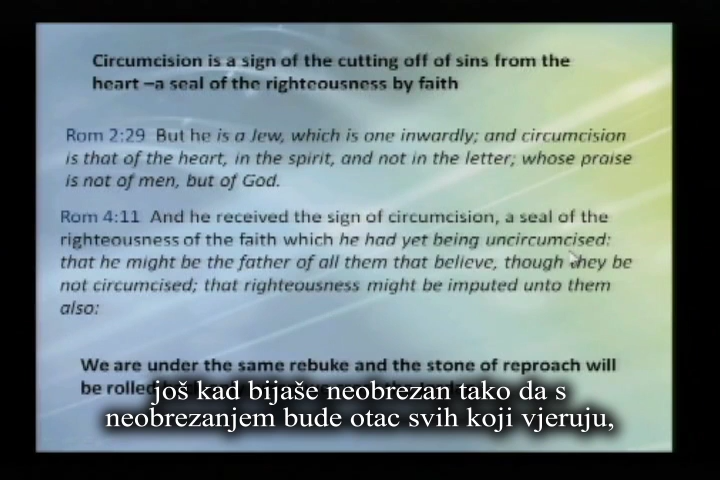 Circumcision is a sign of the cutting off of sins from the
heart –a seal of the righteousness by faith
Rom 2:29 But he is a Jew, which is one inwardly; and circumcision
is that of the heart, in the spirit, and not in the letter; whose praise
is not of men, but of God.
Rom 4:11 And he received the sign of circumcision, a seal of the
righteousness of the faith which he had yet being uncircumcised:
that he might be the father of all them that believe, though they be
not circumcised; that righteousness might be imputed unto them
also:
We are under the same rebuke and the stone of reproach will
be rolled
još kad bijaše neobrezan tako da s
neobrezanjem bude otac svih koji vjeruju,